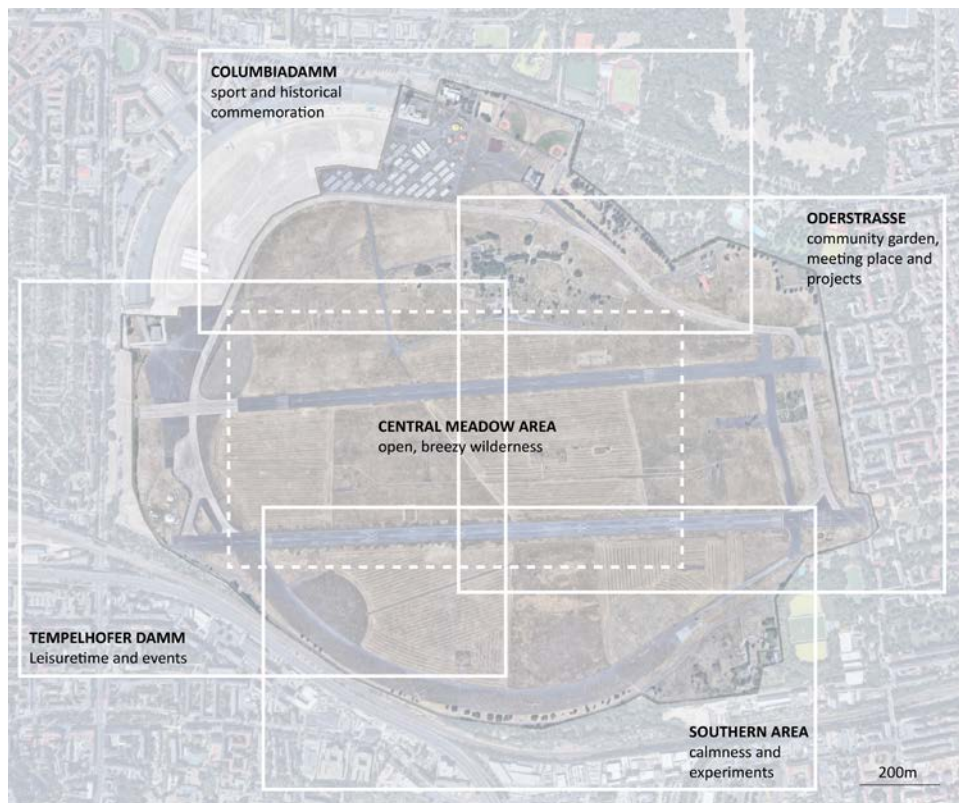 COLUMBIADAMM
sport and historical
commemoration
ODERSTRASSE
community garden,
meeting place and
projects
CENTRAL MEADOW AREA
open, breezy wilderness
TEMPELHOFER DAMM
Leisuretime and events
SOUTHERN AREA
calmness and
experiments
200m